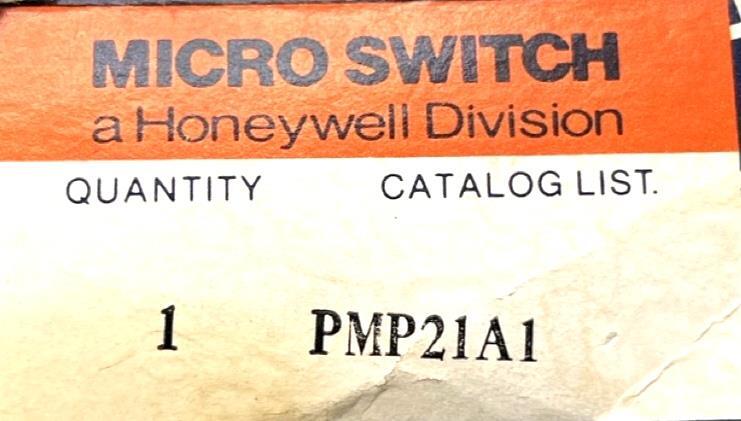 MICRO SWITCH
a Honeywell Division
QUANTITY CATALOG LIST.
1 PMP21A1